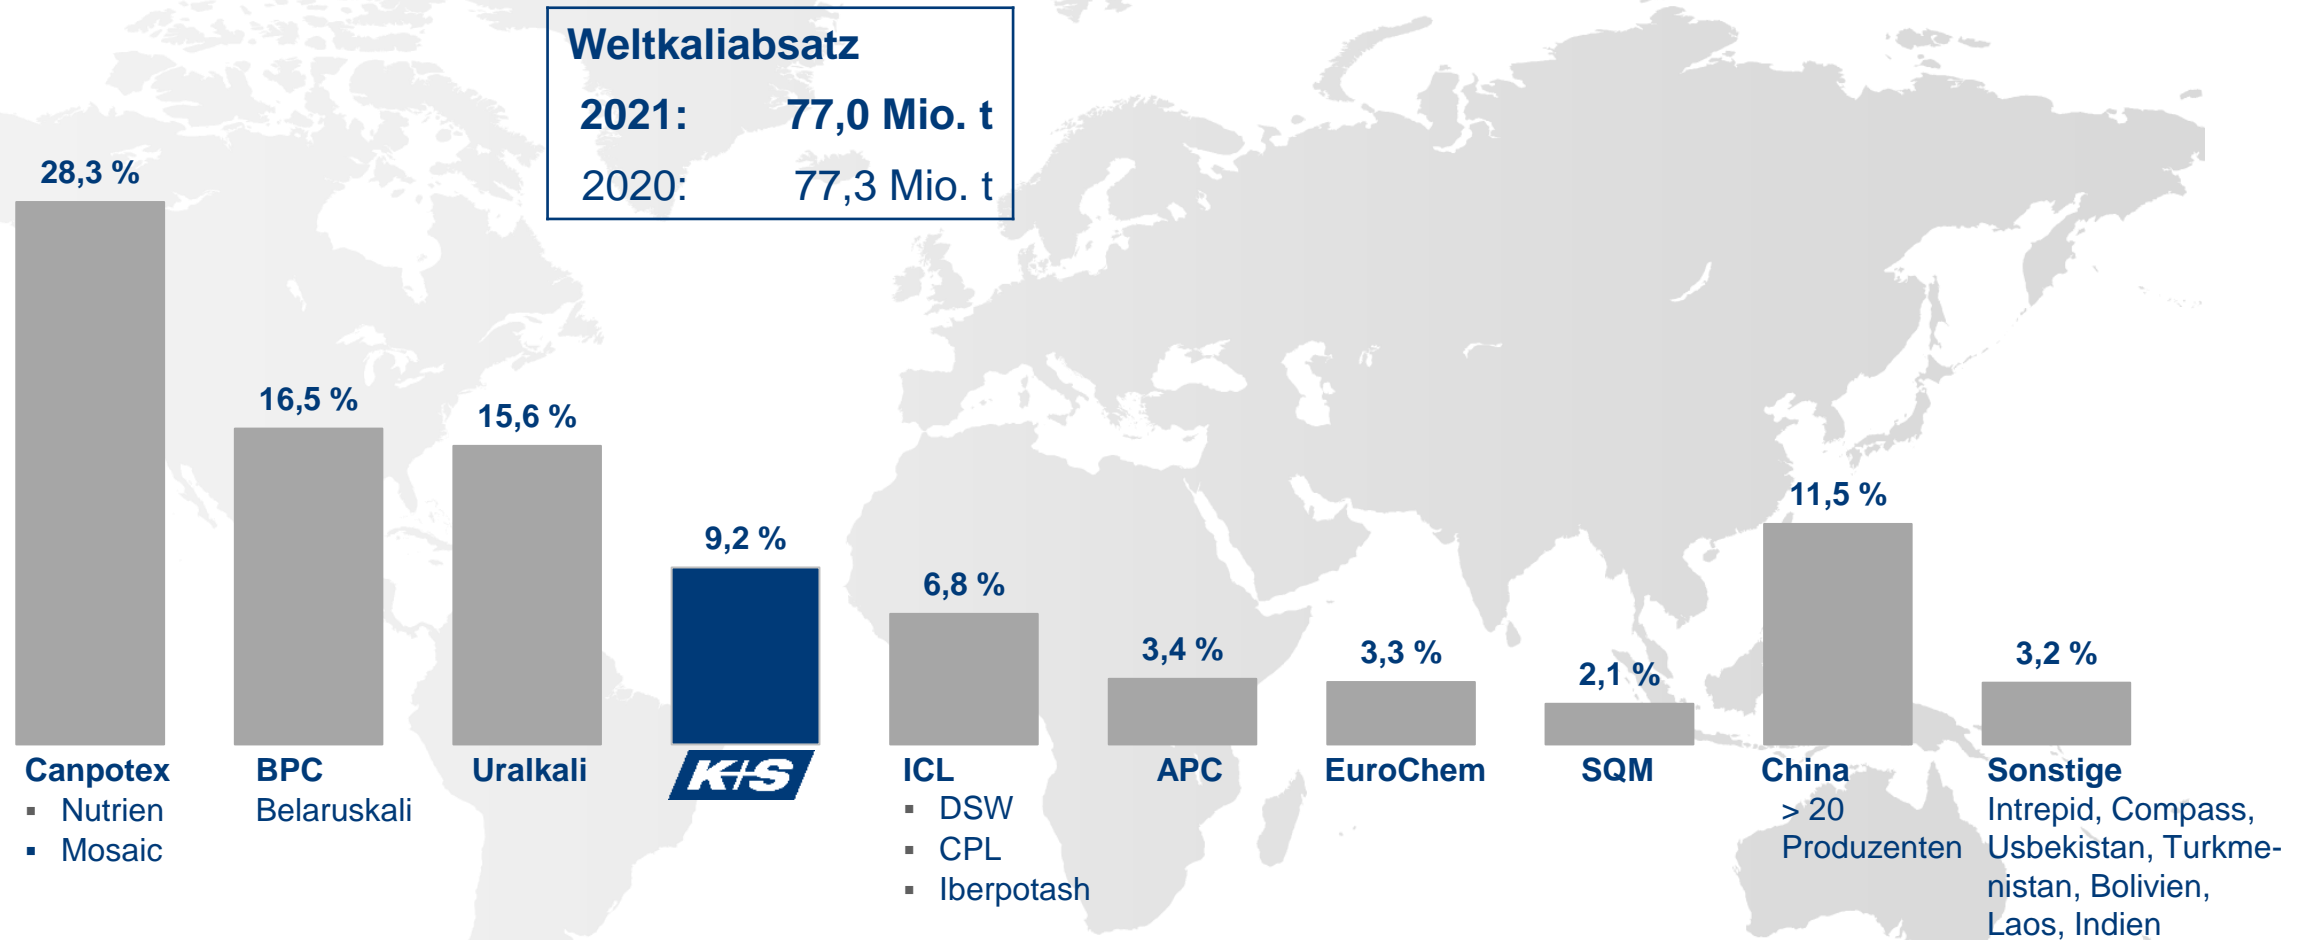 Weltkaliabsatz
2021: 77,0 Mio. t
2020: 77,3 Mio. t
28,3 %
16,5 %
15,6 %
9,2 %
6,8 %
3,4 %
3,3 %
2,1 %
11,5 %
3,2 %
Canpotex
▪ Nutrien
▪ Mosaic
BPC
Belaruskali
Uralkali
K+S
ICL
▪ DSW
▪ CPL
▪ Iberpotash
APC
EuroChem
SQM
China
> 20
Produzenten
Sonstige
Intrepid, Compass,
Usbekistan, Turkme-
nistan, Bolivien,
Laos, Indien